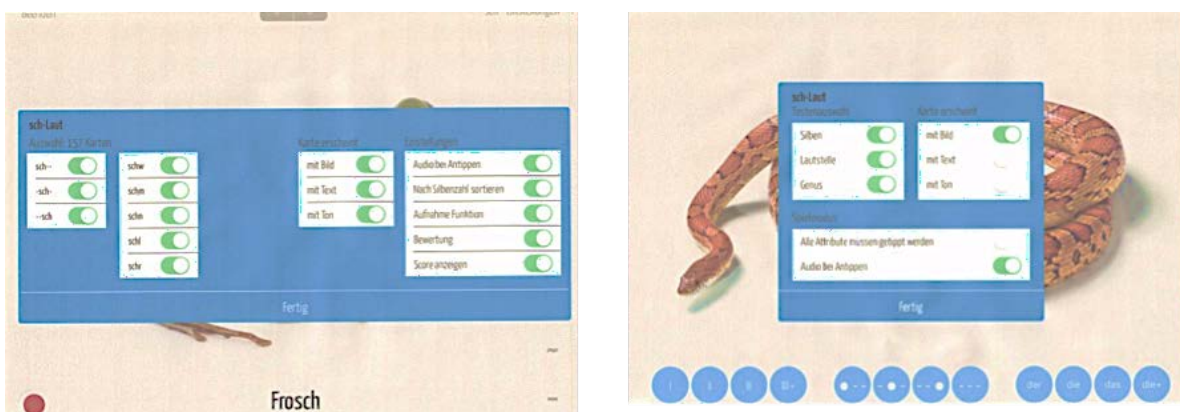 sch-Laut
Auswahl: 157 Karten
sch--
-sch-
--sch
schw
schm
schn
schl
schr
Karte erscheint
mit Bild
mit Text
mit Ton
Einstellungen
Audio bei Antippen
Nach Silbenzahl sortieren
Aufnahme Funktion
Bewertung
Score anzeigen
Fertig
Frosch
sch-Laut
Tastenauswahl
Silben
Lautstelle
Genus
Karte erscheint
mit Bild
mit Text
mit Ton
Spielmodus
Alle Attribute müssen getippt werden
Audio Bei Antippen
Fertig
der
die
das
die+